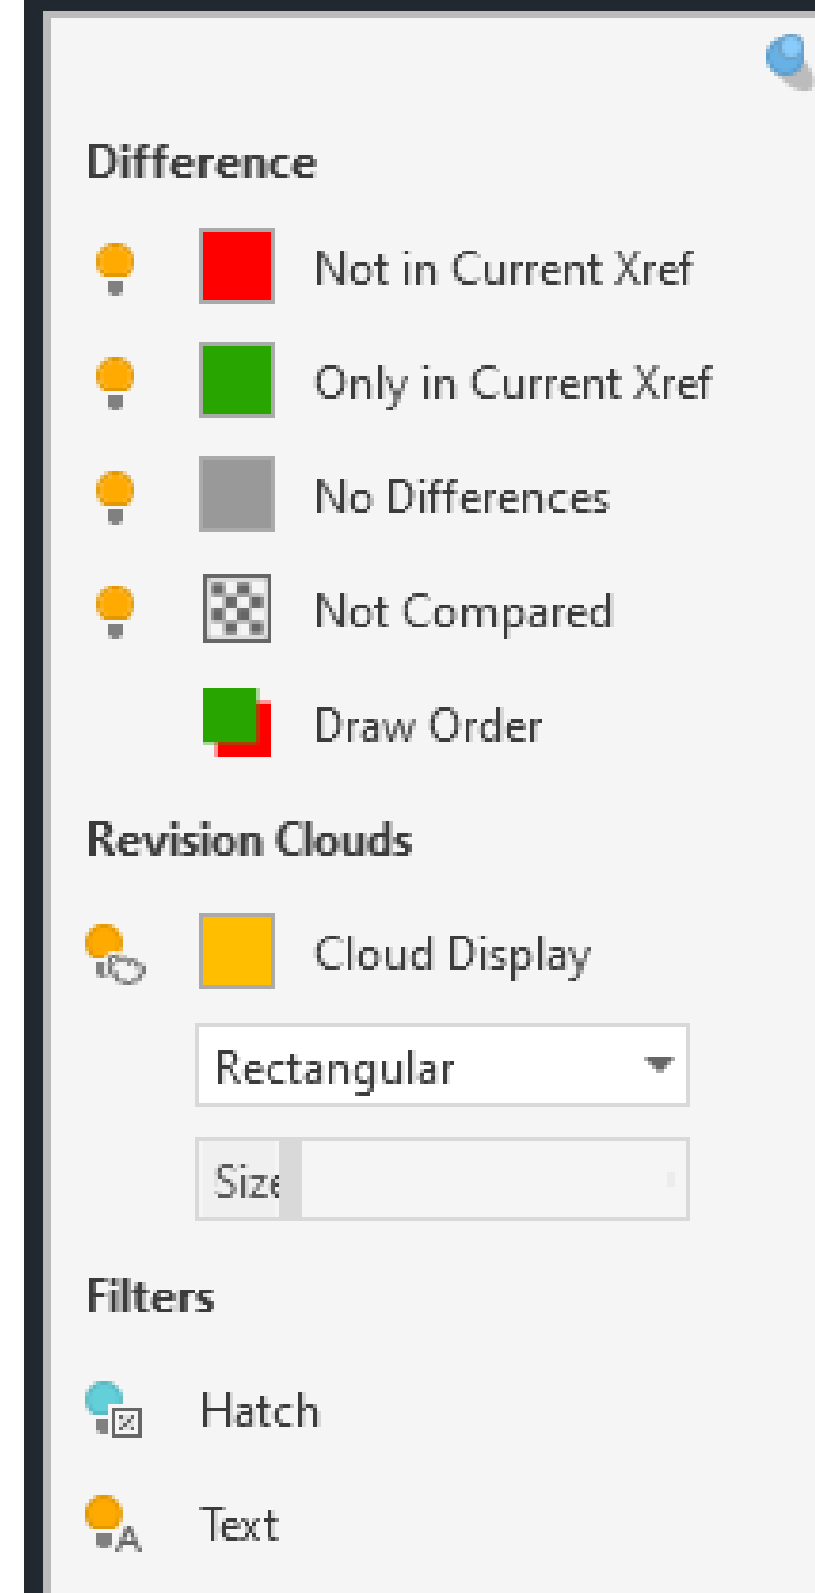 Difference
Not in Current Xref
Only in Current Xref
No Differences
Not Compared
Draw Order
Revision Clouds
Cloud Display
Rectangular
Size
Filters
Hatch
A Text